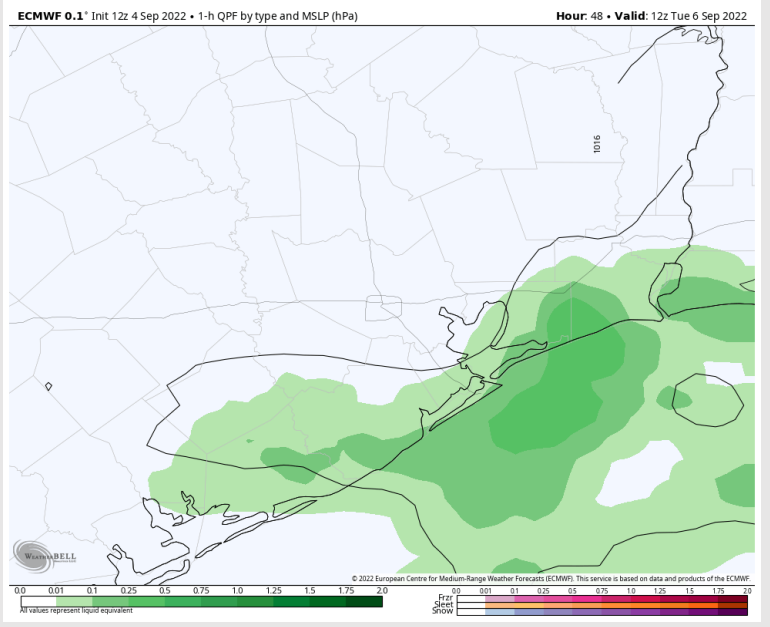 ECMWF 0.1° Init 12z 4 Sep 2022 • 1-h QPF by type and MSLP (hPa) Hour: 48 • Valid: 12z Tue 6 Sep 2022
1016
WeatherBELL
© 2022 European Centre for Medium-Range Weather Forecasts (ECMWF). This service is based on data and products of the ECMWF.
0.0 0.01 0.1 0.25 0.5 0.75 1.0 1.25 1.5 1.75 2.0
All values represent liquid equivalent
0.0 0.01 0.1 0.25 0.5 0.75 1.0 1.25 1.5 1.75 2.0
Frzr
Sleet
Snow